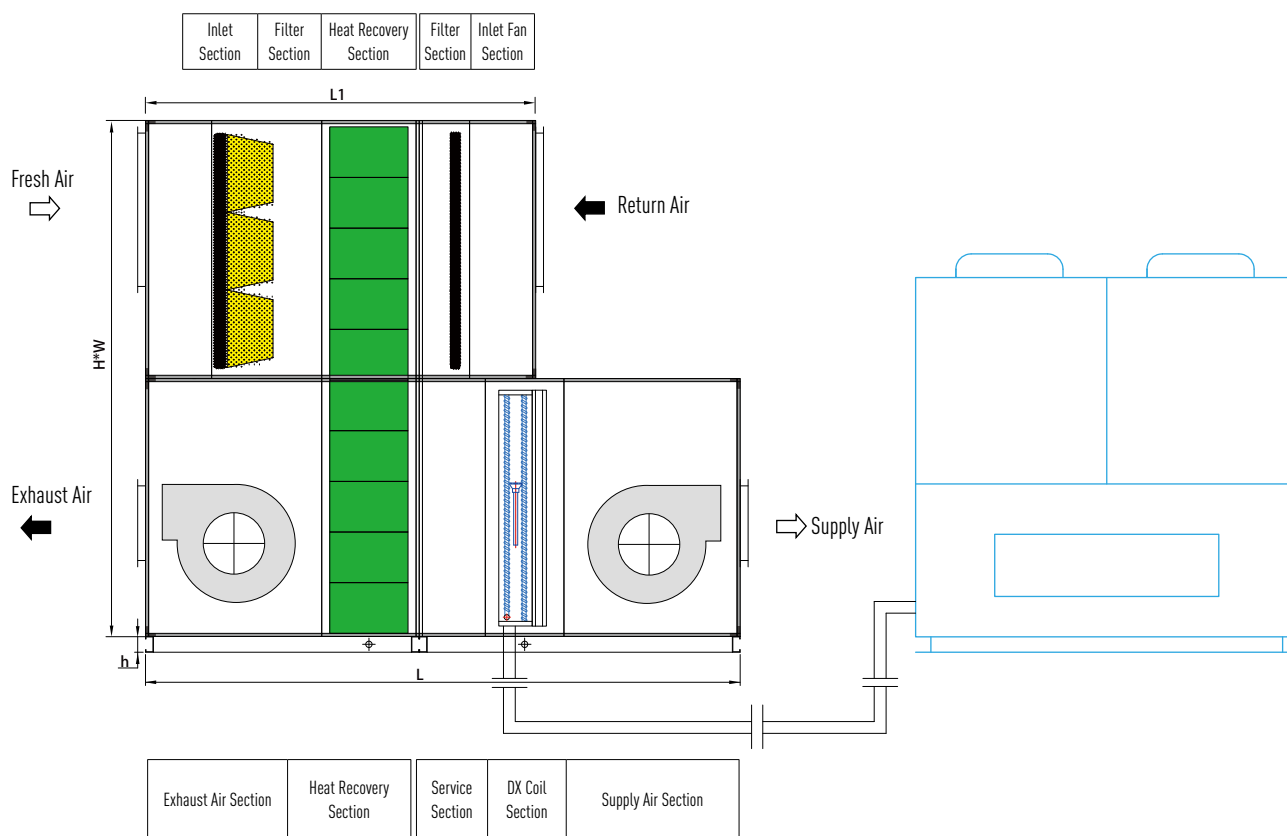 Inlet
Section
Filter
Section
Heat Recovery
Section
Filter
Section
Inlet Fan
Section
L1
H*W
Fresh Air
Return Air
Exhaust Air
Supply Air
h
L
Exhaust Air Section
Heat Recovery
Section
Service
Section
DX Coil
Section
Supply Air Section